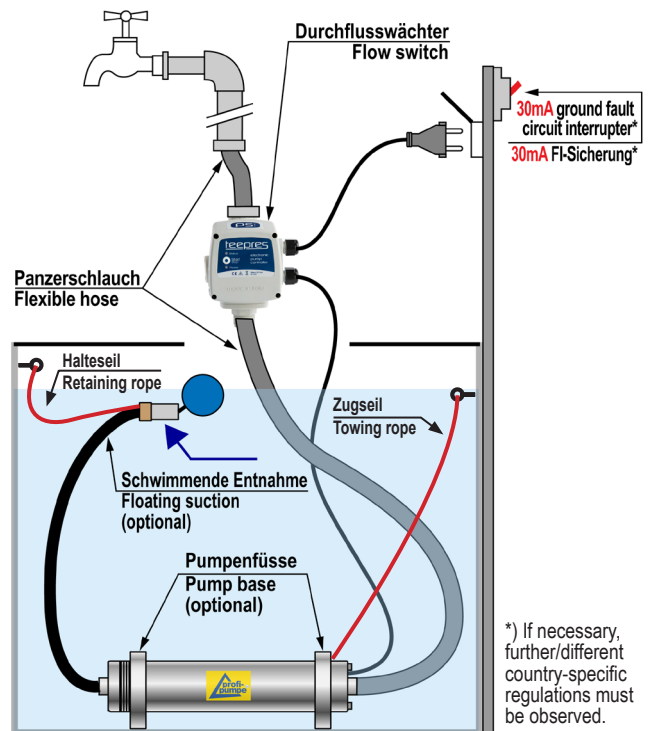 Durchflusswächter
Flow switch
30mA ground fault
circuit interrupter*
30mA FI-Sicherung*
PS
teepres
Panzerschlauch
Flexible hose
Halteseil
Retaining rope
Zugseil
Towing rope
Schwimmende Entnahme
Floating suction
(optional)
Pumpenfüsse
Pump base
(optional)
profi-
pumpe
*) If necessary,
further/different
country-specific
regulations must
be observed.